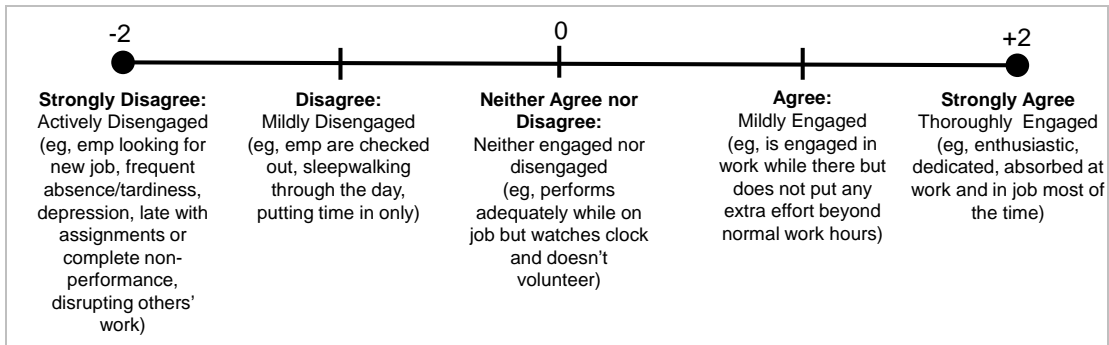 -2
0
+2
Strongly Disagree:
Actively Disengaged
(eg, emp looking for
new job, frequent
absence/tardiness,
depression, late with
assignments or
complete non-
performance,
disrupting others'
work)
Disagree:
Mildly Disengaged
(eg, emp are checked
out, sleepwalking
through the day,
putting time in only)
Neither Agree nor
Disagree:
Neither engaged nor
disengaged
(eg, performs
adequately while on
job but watches clock
and doesn't
volunteer)
Agree:
Mildly Engaged
(eg, is engaged in
work while there but
does not put any
extra effort beyond
normal work hours)
Strongly Agree
Thoroughly Engaged
(eg, enthusiastic,
dedicated, absorbed at
work and in job most of
the time)